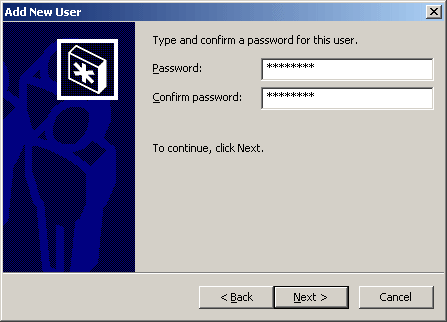 Add New User
Type and confirm a password for this user.
Password: ********
Confirm password: ********
To continue, click Next.
< Back Next > Cancel